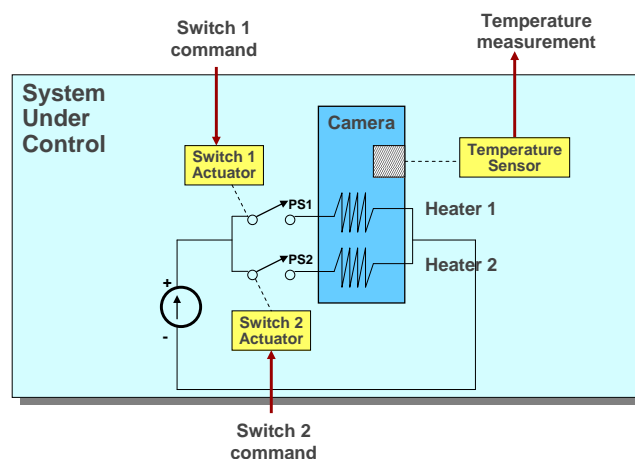 Switch 1
command
Temperature
measurement
System
Under
Control
Camera
Switch 1
Actuator
Temperature
Sensor
PS1
Heater 1
PS2
Heater 2
+
-
Switch 2
Actuator
Switch 2
command